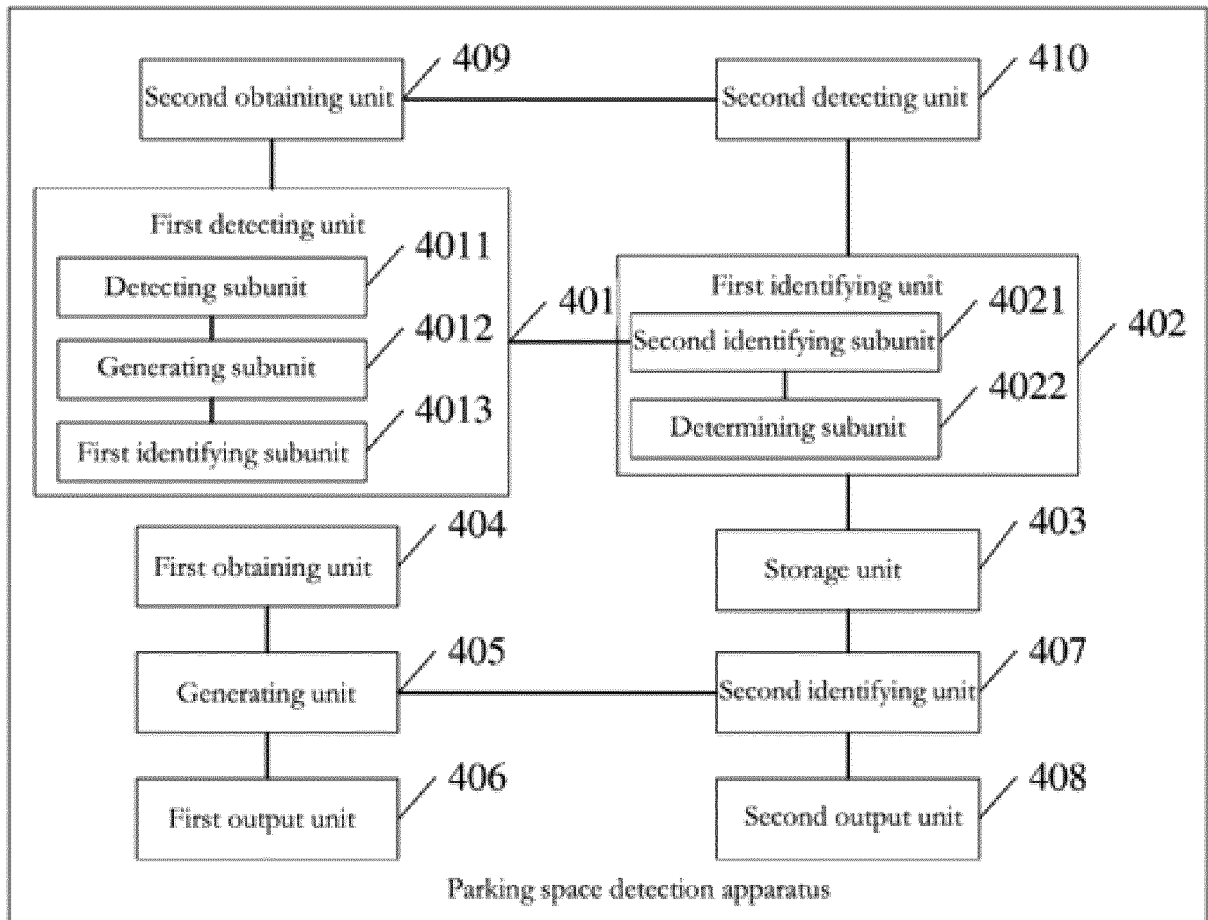 409
410
Second obtaining unit
Second detecting unit
First detecting unit
4011
Detecting subunit
401
First identifying unit
4021
402
4012
Second identifying subunit
Generating subunit
4022
4013
Determining subunit
First identifying subunit
404
403
First obtaining unit
Storage unit
405
407
Generating unit
Second identifying unit
406
408
First output unit
Second output unit
Parking space detection apparatus